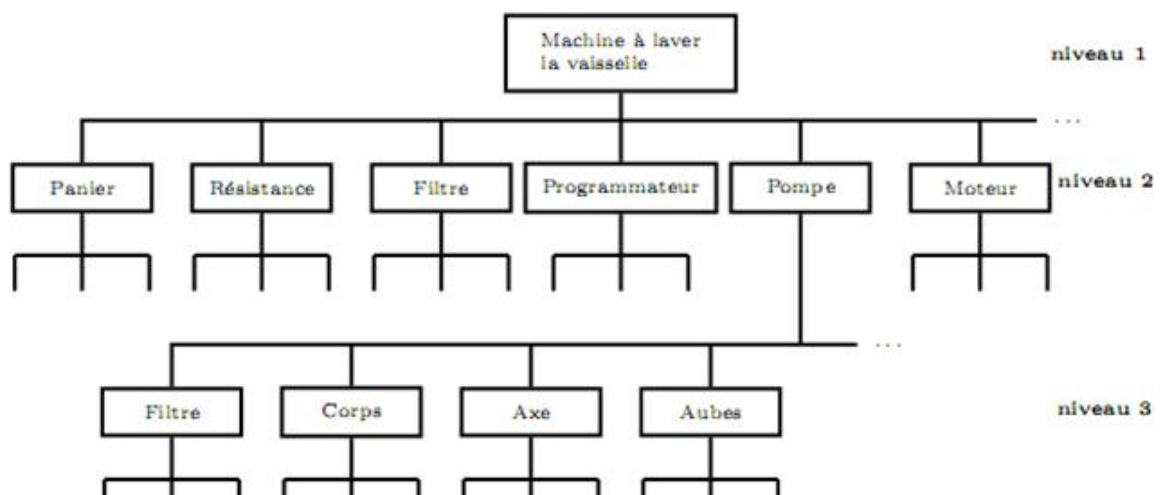 Machine à laver
la vaisselle
niveau 1
...
Panier
Résistance
Filtre
Programmateur
Pompe
Moteur
niveau 2
...
Filtre
Corps
Axe
Aubes
niveau 3